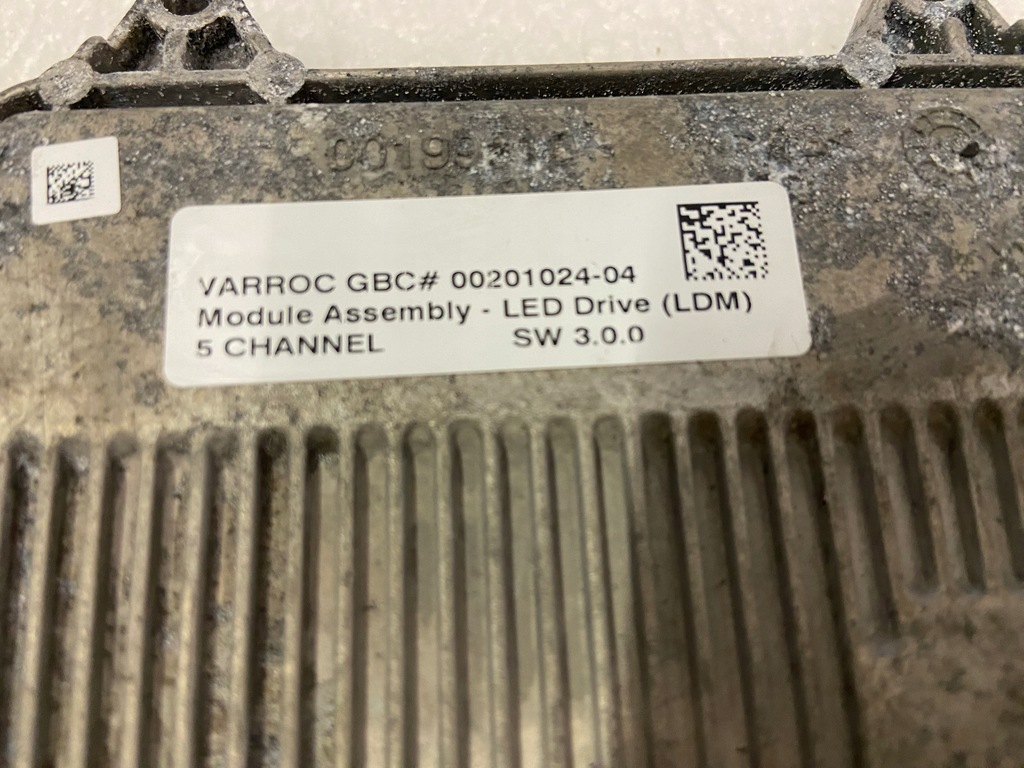 VARROC GBC# 00201024-04
Module Assembly - LED Drive (LDM)
5 CHANNEL SW 3.0.0